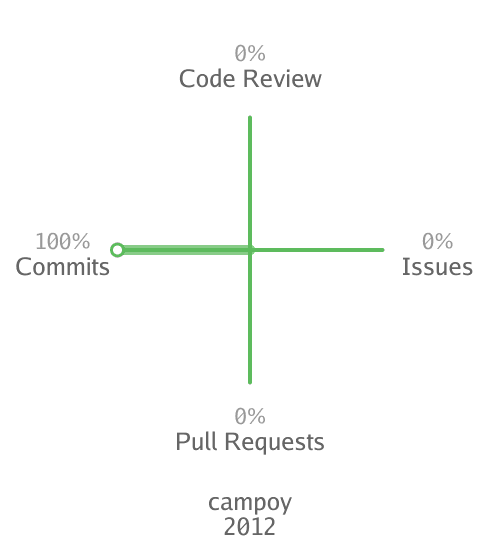 0%
Code Review
100%
Commits
0%
Issues
0%
Pull Requests
campoy
2012